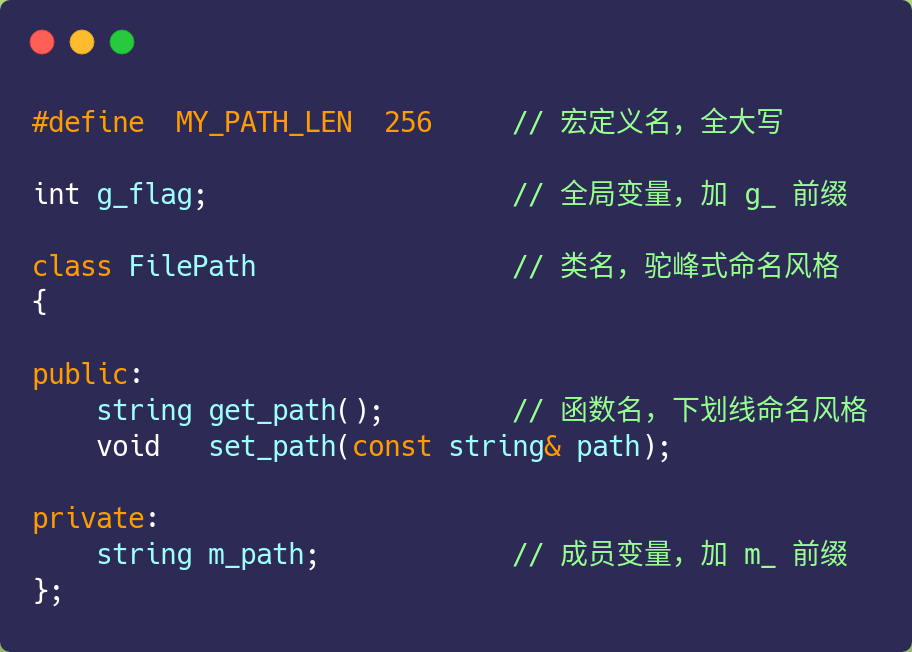 #define  MY_PATH_LEN  256     // 宏定义名，全大写
int g_flag;                   // 全局变量，加 g_ 前缀
class FilePath                // 类名，驼峰式命名风格
{
public:
    string get_path();        // 函数名，下划线命名风格
    void   set_path(const string& path);
private:
    string m_path;            // 成员变量，加 m_ 前缀
};